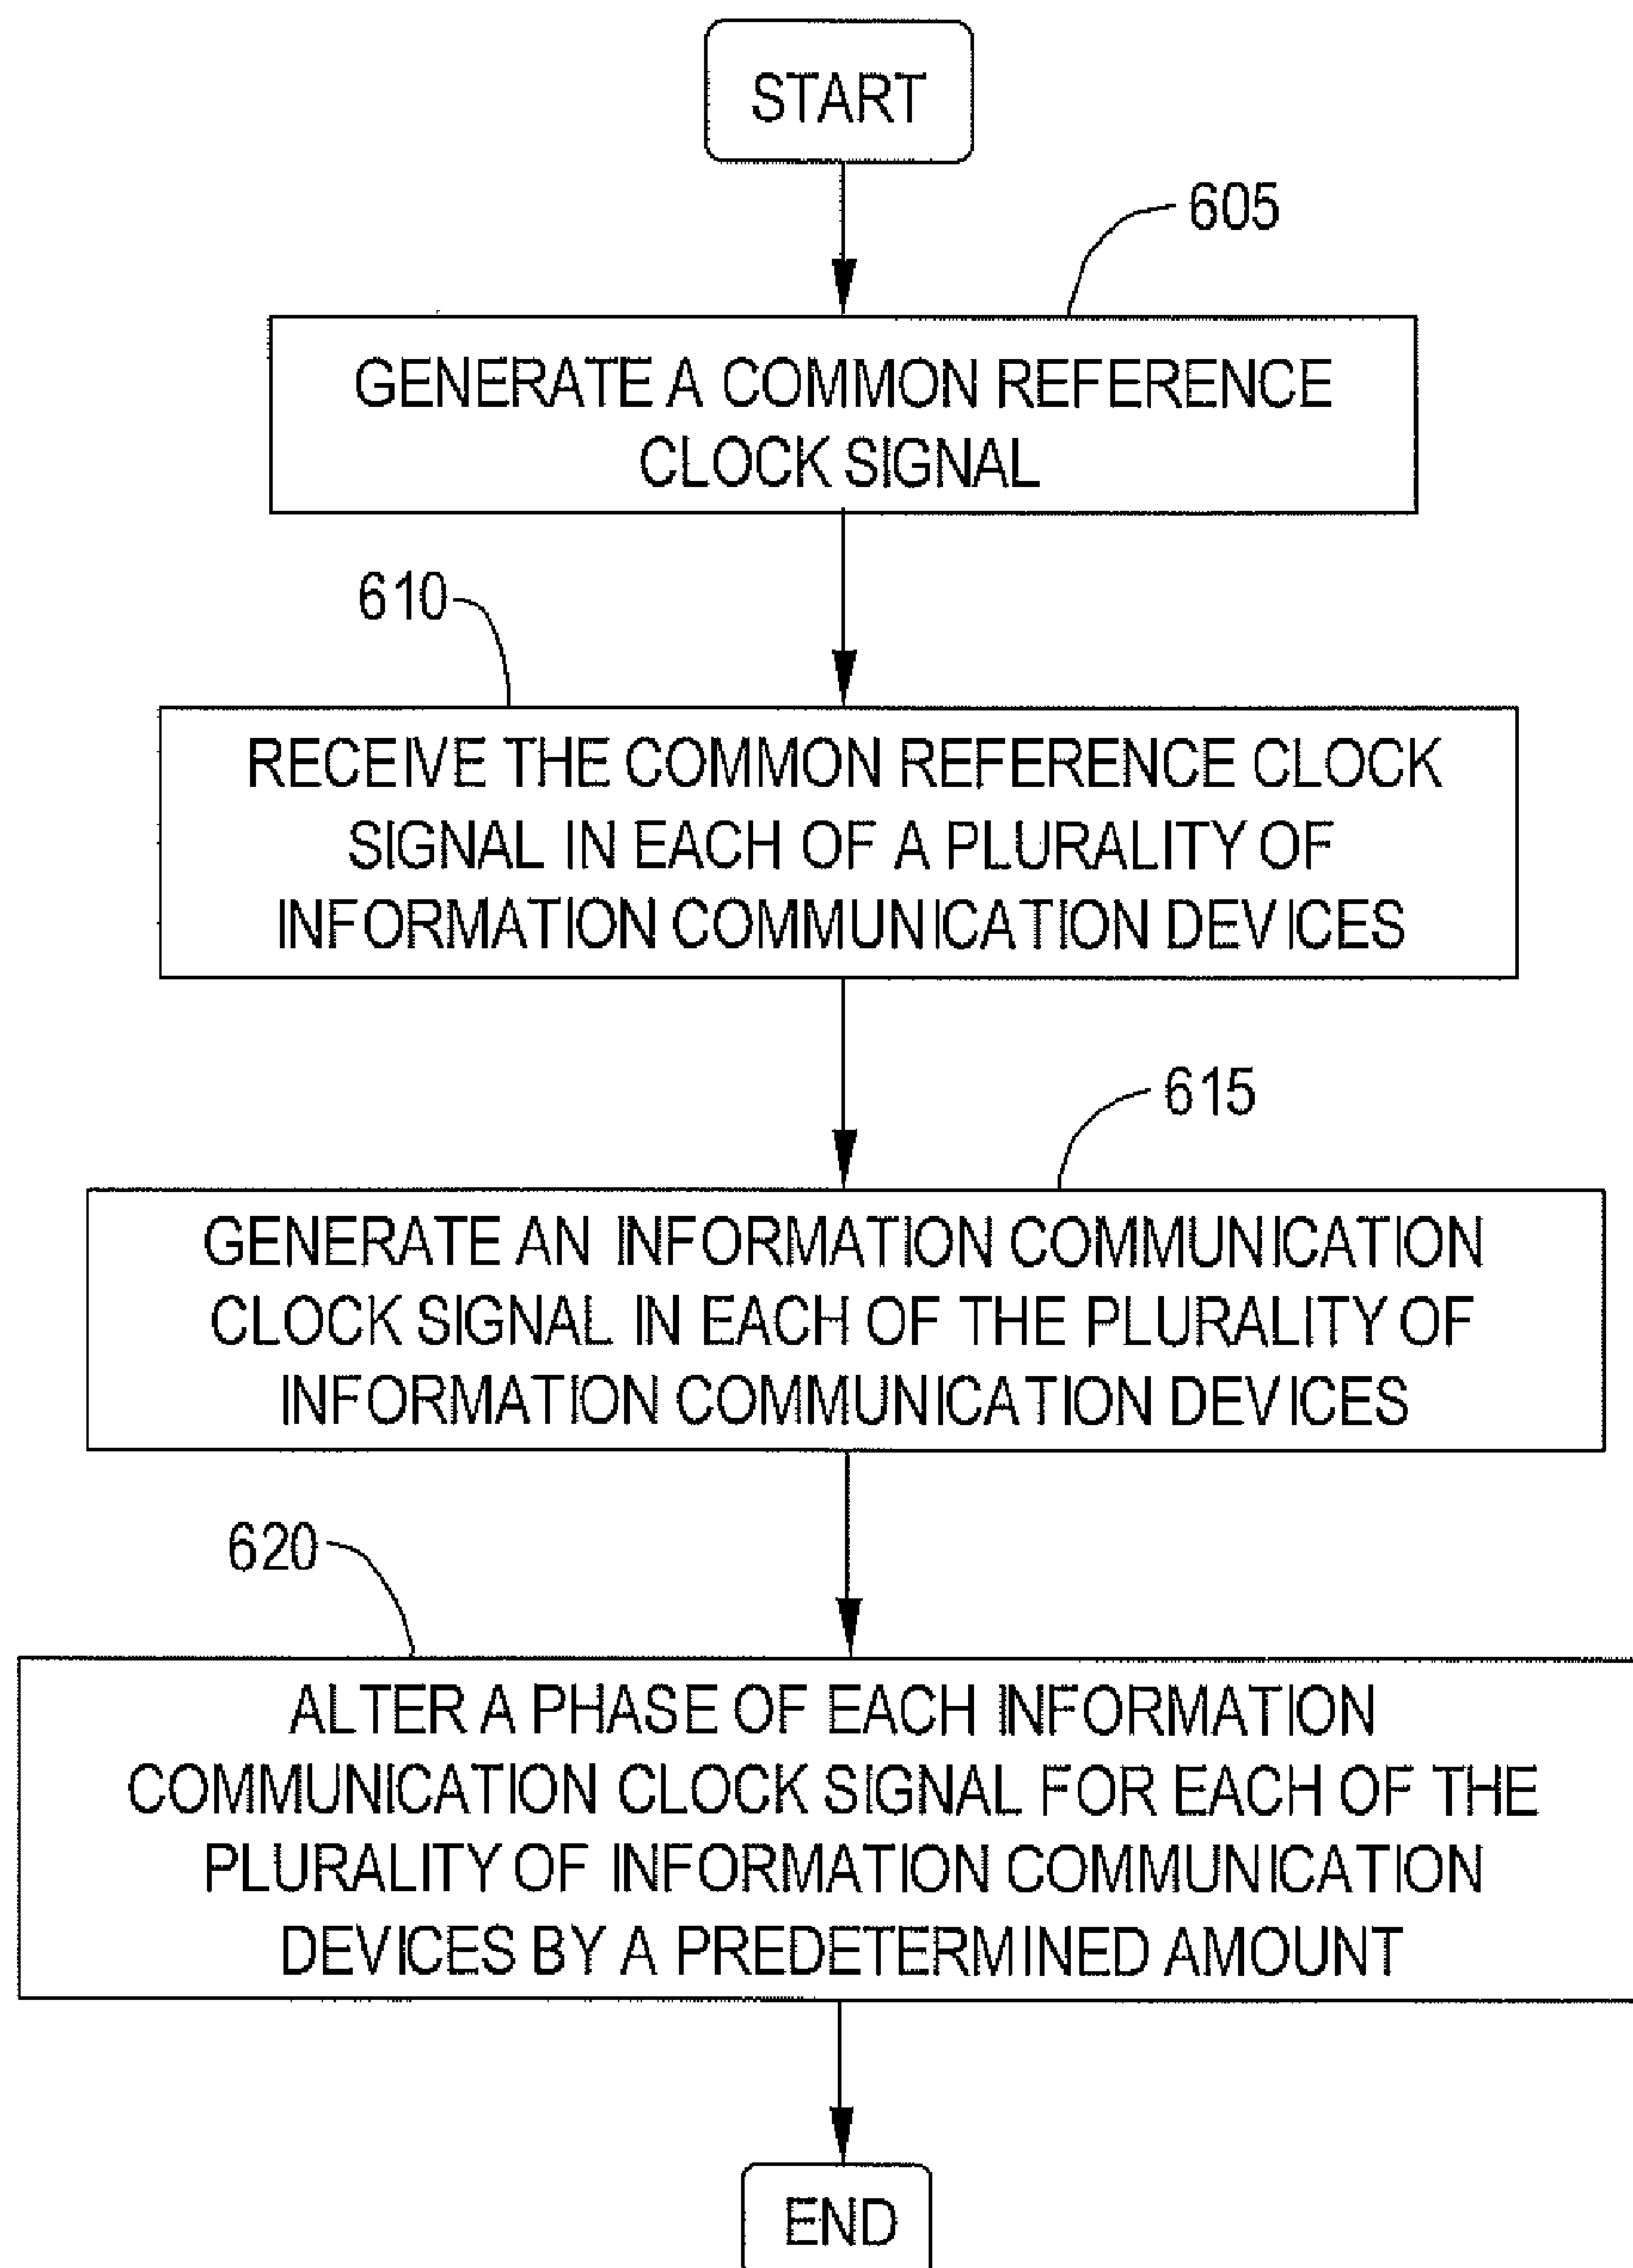 START
605
GENERATE A COMMON REFERENCE
CLOCK SIGNAL
610
RECEIVE THE COMMON REFERENCE CLOCK
SIGNAL IN EACH OF A PLURALITY OF
INFORMATION COMMUNICATION DEVICES
615
GENERATE AN INFORMATION COMMUNICATION
CLOCK SIGNAL IN EACH OF THE PLURALITY OF
INFORMATION COMMUNICATION DEVICES
620
ALTER A PHASE OF EACH INFORMATION
COMMUNICATION CLOCK SIGNAL FOR EACH OF THE
PLURALITY OF INFORMATION COMMUNICATION
DEVICES BY A PREDETERMINED AMOUNT
END